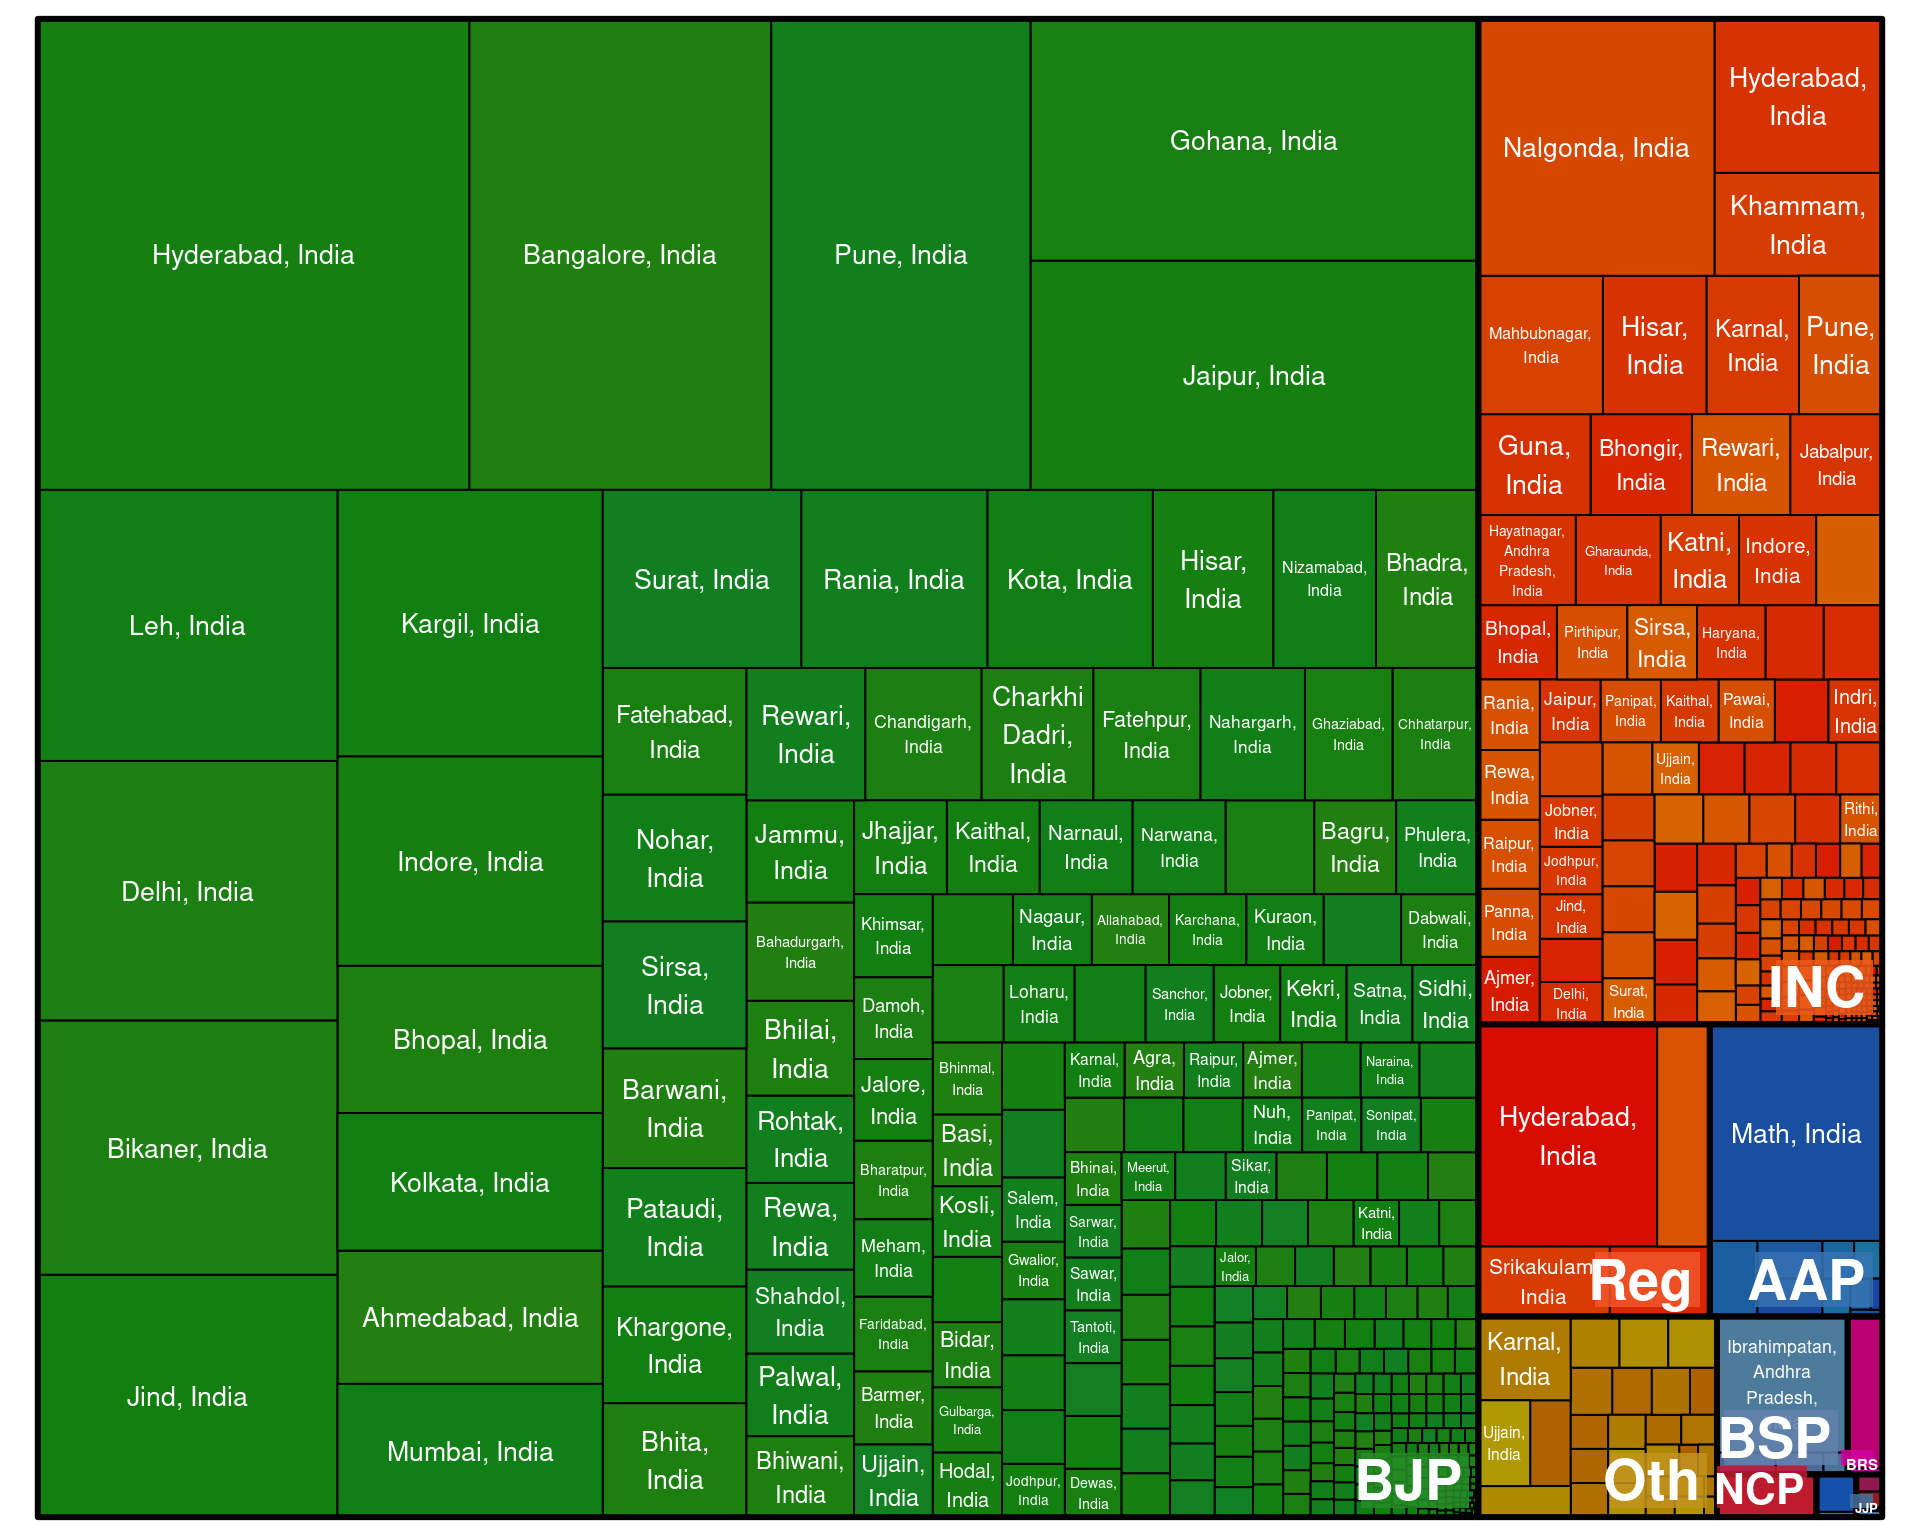 Hyderabad, India
Bangalore, India
Pune, India
Gohana, India
Jaipur, India
Leh, India
Delhi, India
Bikaner, India
Jind, India
Kargil, India
Indore, India
Bhopal, India
Kolkata, India
Ahmedabad, India
Mumbai, India
Surat, India
Rania, India
Kota, India
Hisar,
India
Nizamabad,
India
Bhadra,
India
Fatehabad,
India
Nohar,
India
Sirsa,
India
Barwani,
India
Pataudi,
India
Khargone,
India
Bhita,
India
Rewari,
India
Chandigarh,
India
Charkhi
Dadri,
India
Fatehpur,
India
Nahargarh,
India
Ghaziabad,
India
Chhatarpur,
India
Jammu,
India
Bahadurgarh,
India
Bhilai,
India
Rohtak,
India
Rewa,
India
Shahdol,
India
Palwal,
India
Bhiwani,
India
Jhajjar,
India
Kaithal,
India
Narnaul,
India
Narwana,
India
Bagru,
India
Phulera,
India
Khimsar,
India
Damoh,
India
Jalore,
India
Bharatpur,
India
Meham,
India
Faridabad,
India
Barmer,
India
Ujjain,
India
Nagaur,
India
Allahabad,
India
Karchana,
India
Kuraon,
India
Dabwali,
India
Loharu,
India
Sanchor,
India
Jobner,
India
Kekri,
India
Satna,
India
Sidhi,
India
Bhinmal,
India
Basi,
India
Kosli,
India
Bidar,
India
Gulbarga,
India
Hodal,
India
Salem,
India
Gwalior,
India
Jodhpur,
India
Karnal,
India
Agra,
India
Raipur,
India
Ajmer,
India
Naraina,
India
Nuh,
India
Panipat,
India
Sonipat,
India
Bhinai,
India
Meerut,
India
Sikar,
India
Sarwar,
India
Katni,
India
Sawar,
India
Jalor,
India
Tantoti,
India
Dewas,
India
BJP
Nalgonda, India
Hyderabad,
India
Khammam,
India
Mahbubnagar,
India
Hisar,
India
Karnal,
India
Pune,
India
Guna,
India
Bhongir,
India
Rewari,
India
Jabalpur,
India
Hayatnagar,
Andhra
Pradesh,
India
Gharaunda,
India
Katni,
India
Indore,
India
Bhopal,
India
Pirthipur,
India
Sirsa,
India
Haryana,
India
Rania,
India
Jaipur,
India
Panipat,
India
Kaithal,
India
Pawai,
India
Indri,
India
Rewa,
India
Ujjain,
India
Jobner,
India
Rithi,
India
Raipur,
India
Jodhpur,
India
Panna,
India
Jind,
India
Ajmer,
India
Delhi,
India
Surat,
India
INC
Hyderabad,
India
Srikakulam
India
Reg
Math, India
AAP
Karnal,
India
Ujjain,
India
Oth
Ibrahimpatan,
Andhra
Pradesh,
BSP
BRS
NCP
JJP